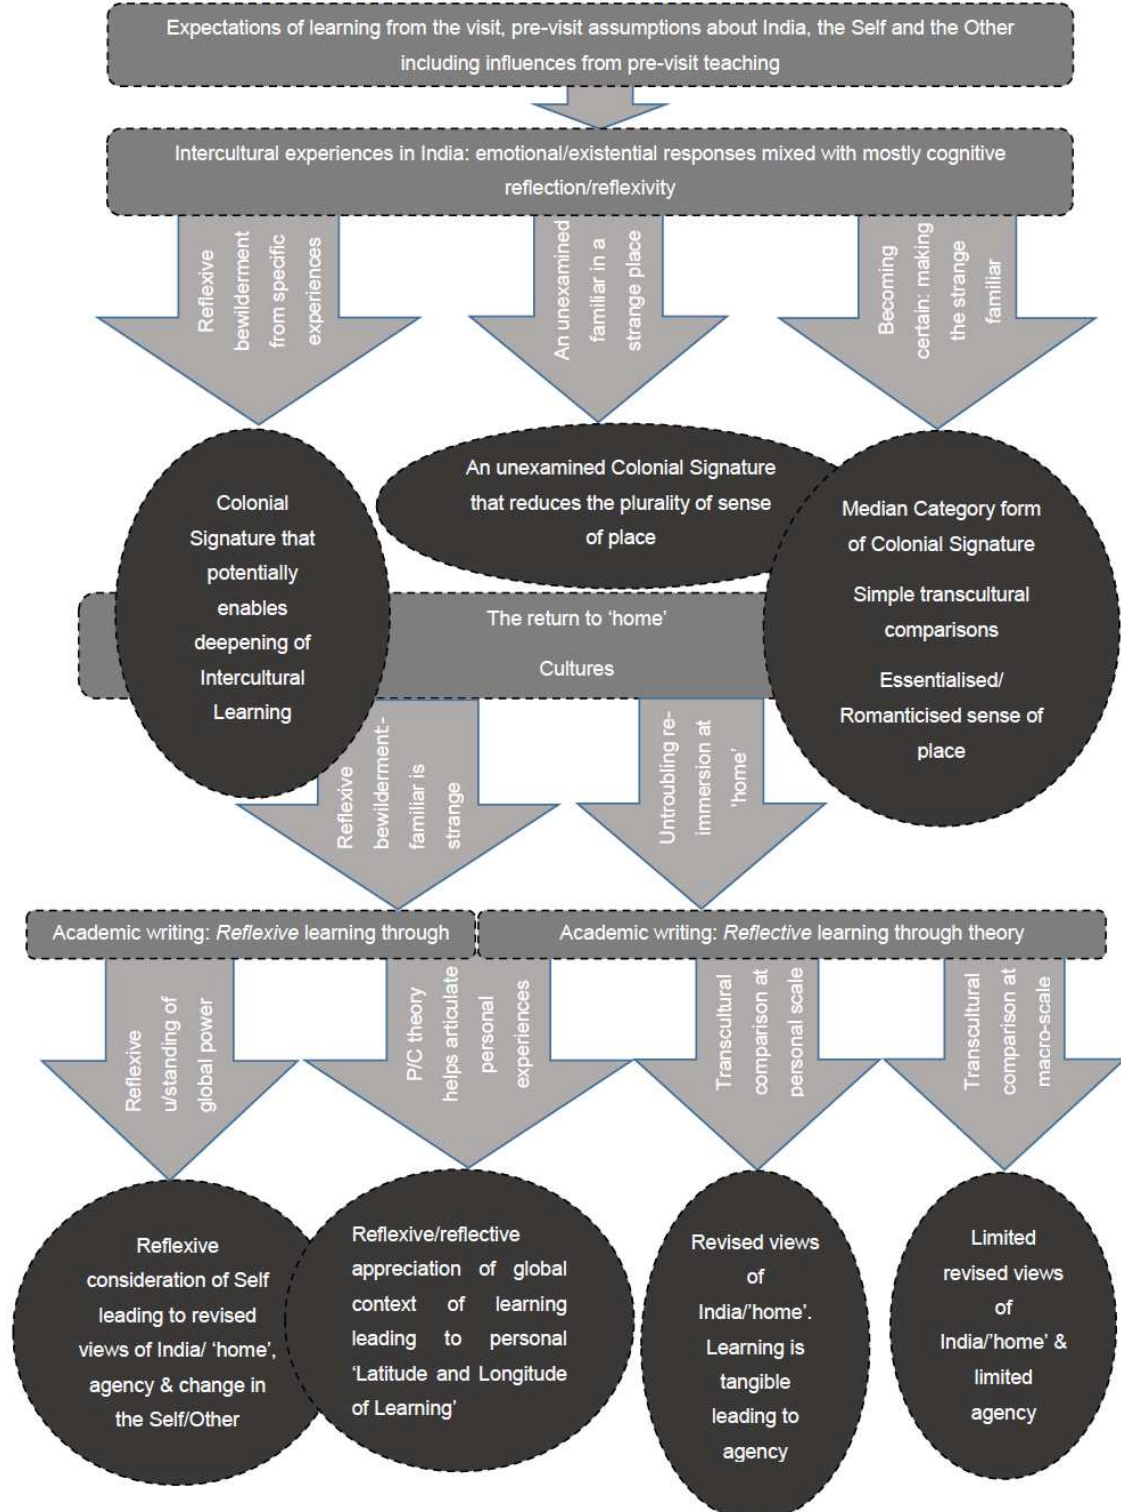 Expectations of learning from the visit, pre-visit assumptions about India, the Self and the Other
including influences from pre-visit teaching
Intercultural experiences in India: emotional/existential responses mixed with mostly cognitive
reflection/reflexivity
Reflexive
bewilderment
from specific
experiences
An unexamined
familiar in a
strange place
Becoming
certain: making
the strange
familiar
Colonial
Signature that
potentially
enables
deepening of
Intercultural
Learning
An unexamined Colonial Signature
that reduces the plurality of sense
of place
Median Category form
of Colonial Signature
Simple transcultural
comparisons
Essentialised/
Romanticised sense of
place
The return to ‘home’
Cultures
Reflexive
bewilderment:-
familiar is
strange
Untroubling re-
immersion at
'home'
Academic writing: Reflexive learning through
Academic writing: Reflective learning through theory
Reflexive
u/standing of
global power
P/C theory
helps articulate
personal
experiences
Transcultural
comparison at
personal scale
Transcultural
comparison at
macro-scale
Reflexive
consideration of Self
leading to revised
views of India/ ‘home’,
agency & change in
the Self/Other
Reflexive/reflective
appreciation of global
context of learning
leading to personal
‘Latitude and Longitude
of Learning’
Revised views
of
India/’home’.
Learning is
tangible
leading to
agency
Limited
revised views
of
India/’home’ &
limited
agency